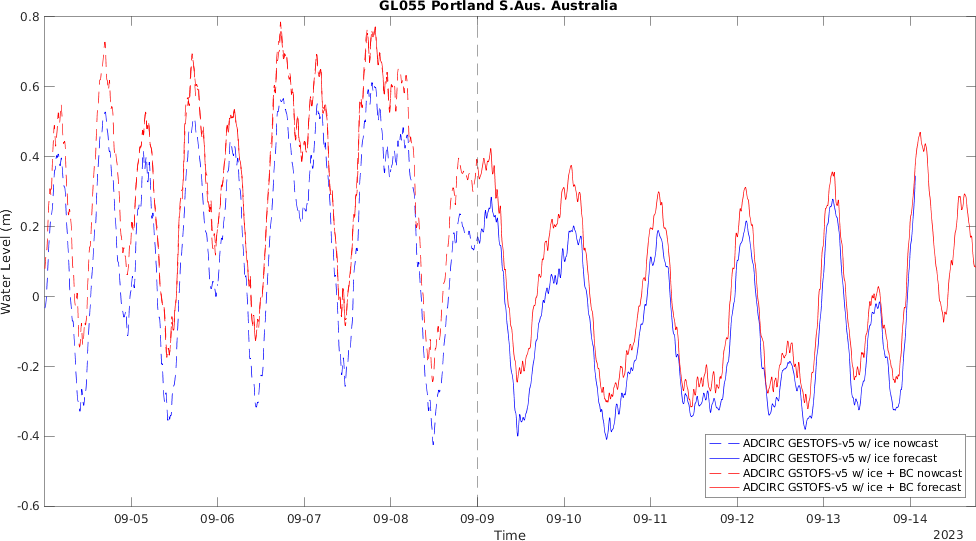 GL055 Portland S.Aus. Australia
0.8
0.6
0.4
0.2
0
-0.2
-0.4
-0.6
Water Level (m)
09-05 09-06 09-07 09-08 09-09 09-10 09-11 09-12 09-13 09-14
Time
2023
ADCIRC GESTOFS-v5 w/ ice nowcast
ADCIRC GESTOFS-v5 w/ ice forecast
ADCIRC GSTOFS-v5 w/ ice + BC nowcast
ADCIRC GSTOFS-v5 w/ ice + BC forecast